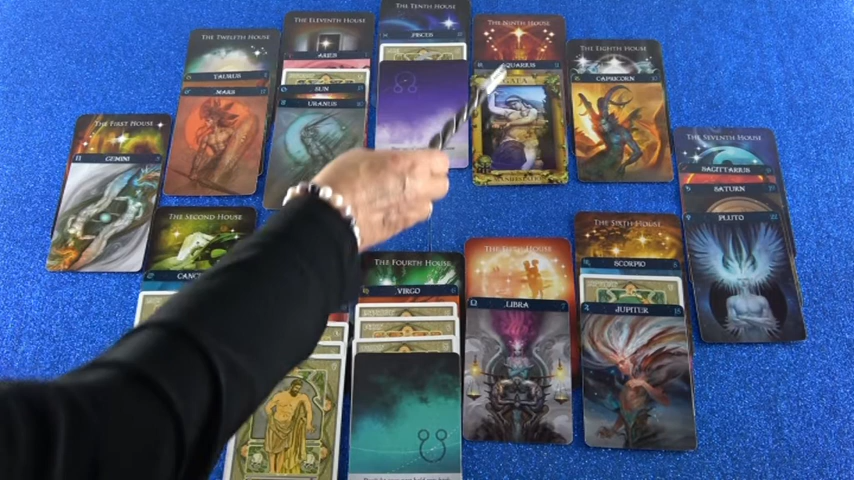 The Tenth House
The Eleventh House
The Ninth House
The Twelfth House
The Eighth House
PISCES
ARIES
TAURUS
CAPRICORN
SUN
MARS
URANUS
The First House
GEMINI
The Seventh House
SAGITTARIUS
SATURN
PLUTO
The Second House
The Sixth House
The Fourth House
SCORPIO
VIRGO
LIBRA
JUPITER